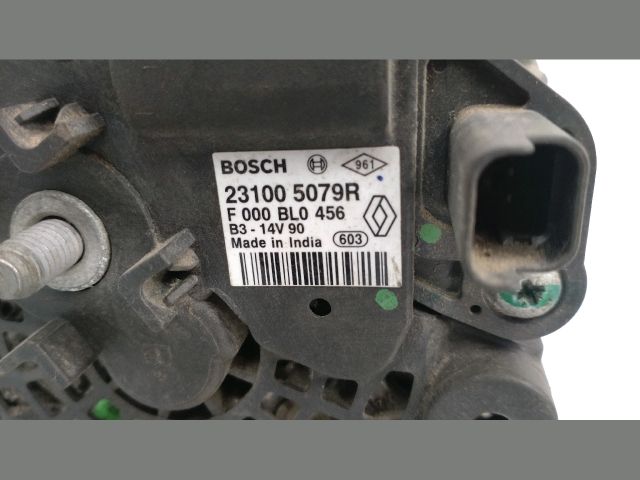 BOSCH 961
23100 5079R
F 000 BL0 456
B3 - 14V 90
Made in India 603